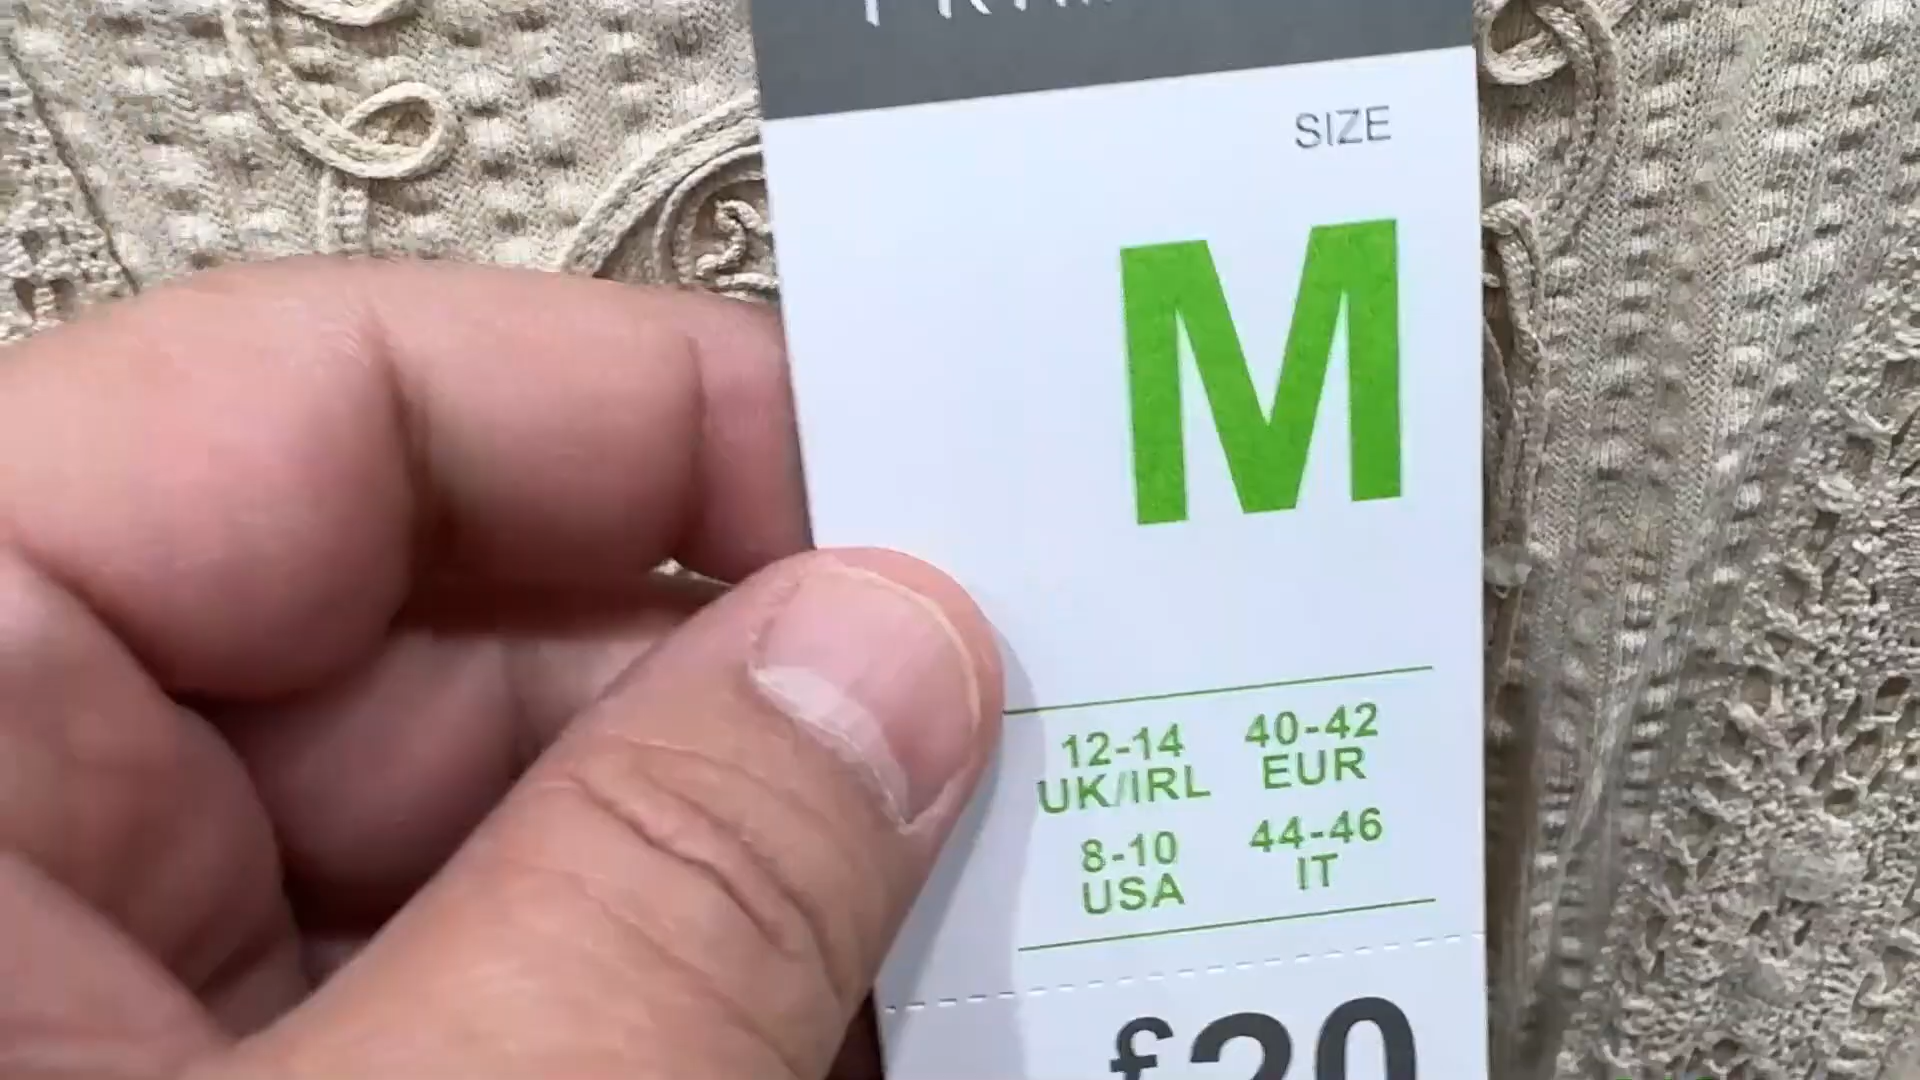 SIZE
M
12-14 40-42
UK/IRL EUR
8-10 44-46
USA IT
£20